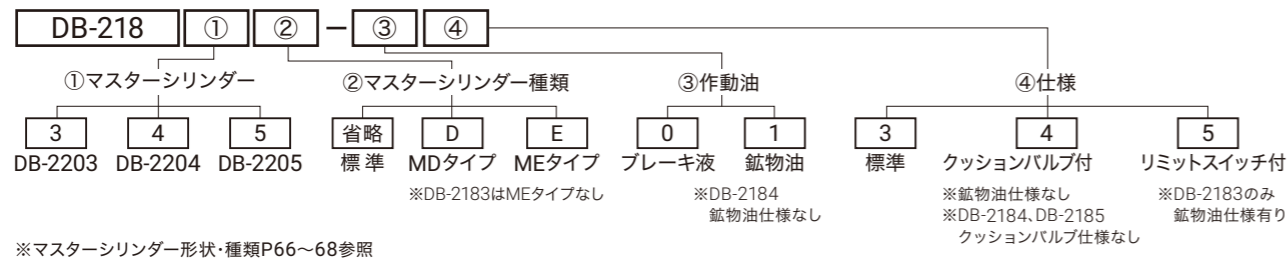 DB-218 ① ② − ③ ④
①マスターシリンダー ②マスターシリンダー種類 ③作動油 ④仕様
3 4 5 省略 D E 0 1 3 4 5
DB-2203 DB-2204 DB-2205 標準 MDタイプ MEタイプ ブレーキ液 鉱物油 標準 クッションバルブ付 リミットスイッチ付
※DB-2183はMEタイプなし ※DB-2184 ※鉱物油仕様なし ※DB-2183のみ
鉱物油仕様なし ※DB-2184、DB-2185 鉱物油仕様有り
クッションバルブ仕様なし
※マスターシリンダー形状・種類P66〜68参照